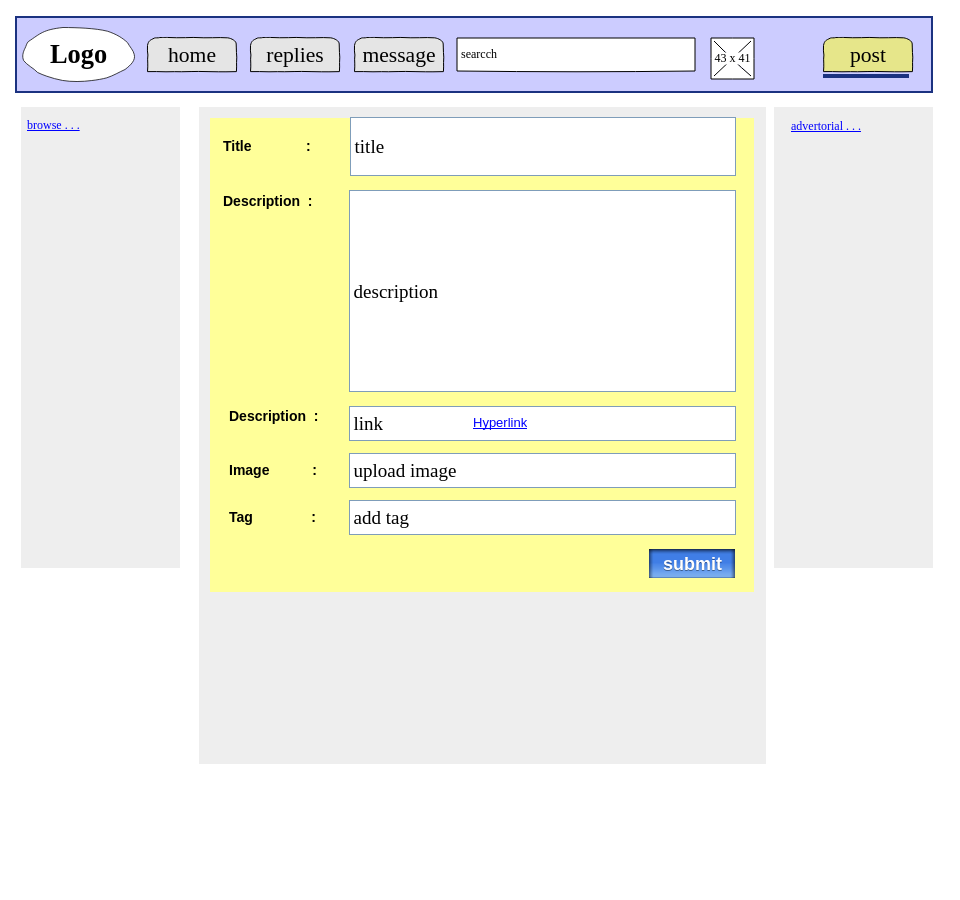 Logo home replies message searcch 43 x 41 post
browse . . .
advertorial . . .
Title : title
Description :
description
Description : link Hyperlink
Image : upload image
Tag : add tag
submit